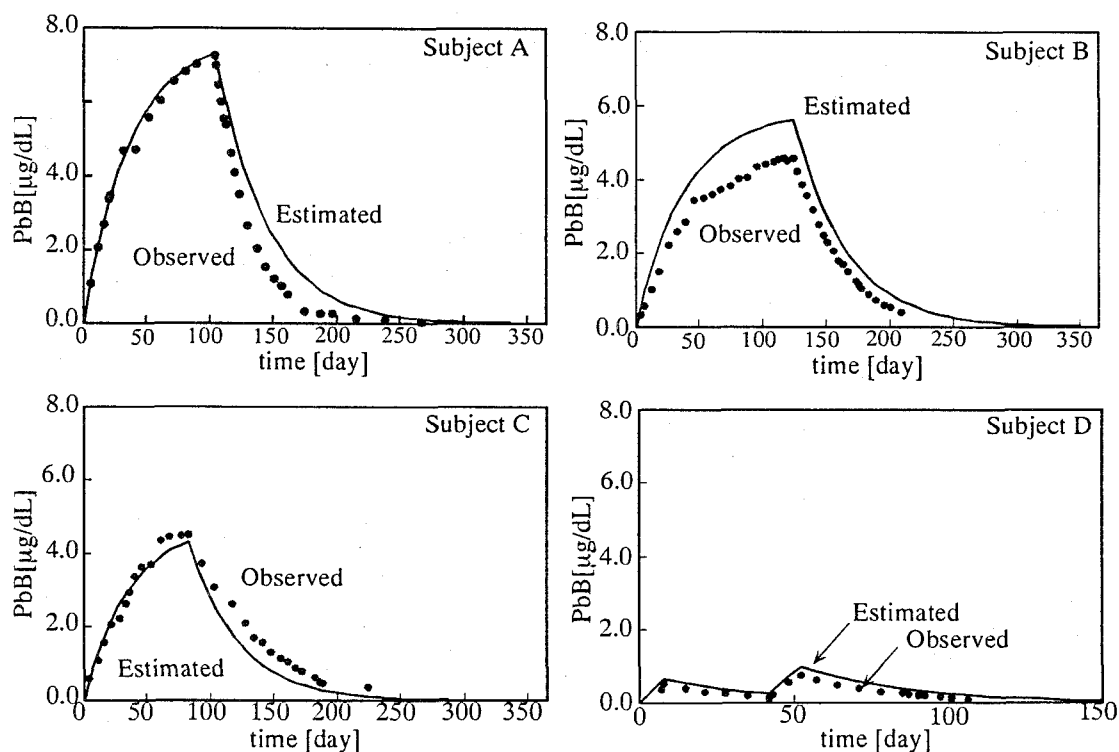 8.0
Subject A
6.0
4.0
2.0
0.0
PbB[µg/dL]
Estimated
Observed
0 50 100 150 200 250 300 350
time [day]
8.0
Subject B
6.0
4.0
2.0
0.0
PbB[µg/dL]
Estimated
Observed
0 50 100 150 200 250 300 350
time [day]
8.0
Subject C
6.0
4.0
2.0
0.0
PbB[µg/dL]
Observed
Estimated
0 50 100 150 200 250 300 350
time [day]
8.0
Subject D
6.0
4.0
2.0
0.0
PbB[µg/dL]
Estimated
Observed
0 50 100 150
time [day]